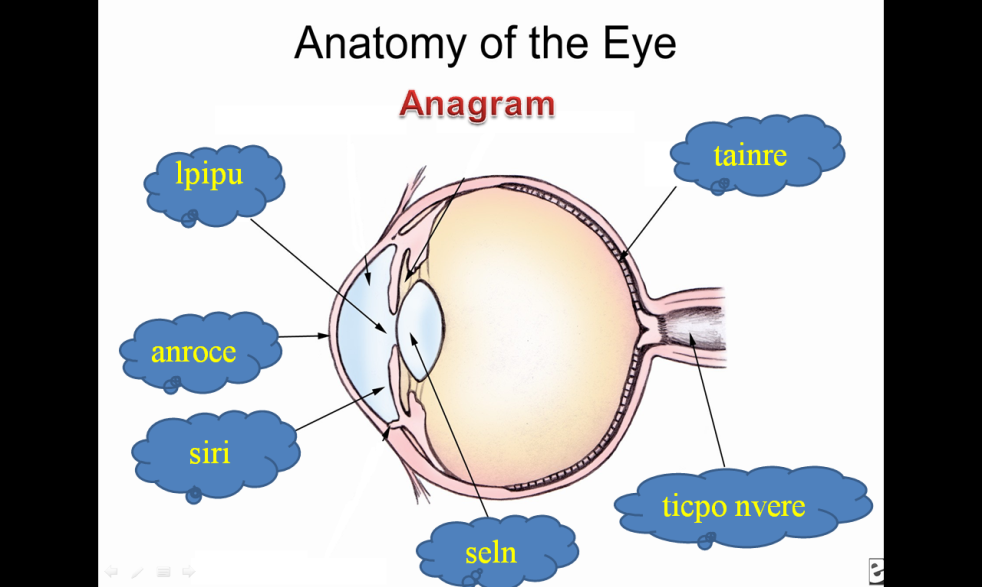 Anatomy of the Eye
Anagram
lpipu
tainre
anroce
siri
ticpo nvere
seln